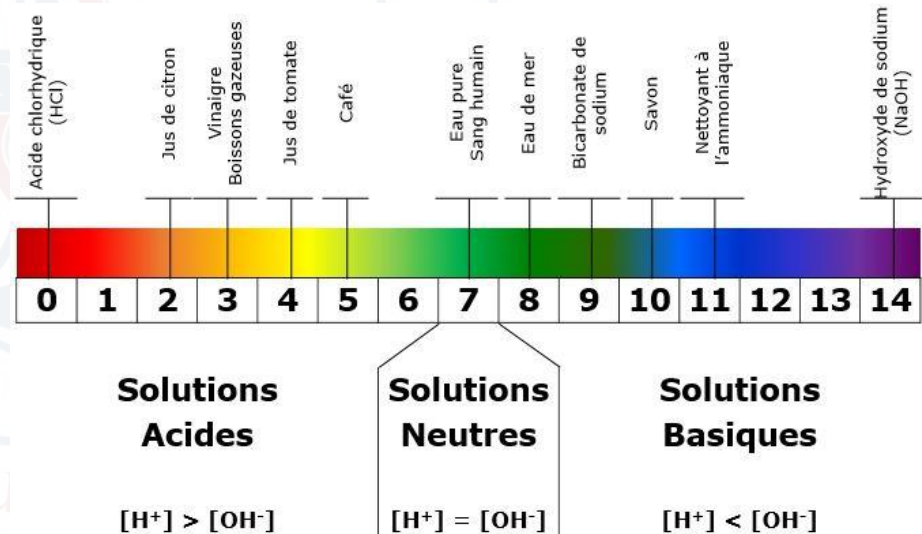 Acide chlorhydrique
(HCl)
Jus de citron
Vinaigre
Boissons gazeuses
Jus de tomate
Café
Eau pure
Sang humain
Eau de mer
Bicarbonate de
sodium
Savon
Nettoyant à
l'ammoniaque
Hydroxyde de sodium
(NaOH)
0 1 2 3 4 5 6 7 8 9 10 11 12 13 14
Solutions
Acides
[H⁺] > [OH⁻]
Solutions
Neutres
[H⁺] = [OH⁻]
Solutions
Basiques
[H⁺] < [OH⁻]